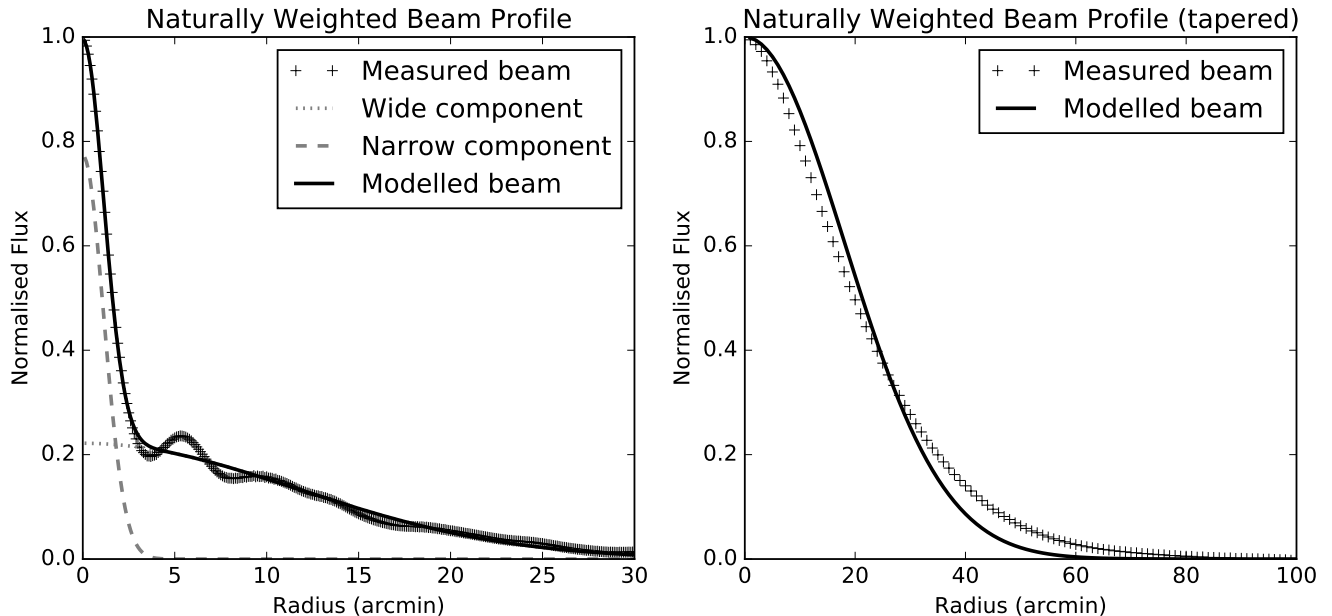 Naturally Weighted Beam Profile
1.0
0.8
0.6
0.4
0.2
0.0
Normalised Flux
Measured beam
Wide component
Narrow component
Modelled beam
0 5 10 15 20 25 30
Radius (arcmin)
Naturally Weighted Beam Profile (tapered)
1.0
0.8
0.6
0.4
0.2
0.0
Normalised Flux
Measured beam
Modelled beam
0 20 40 60 80 100
Radius (arcmin)